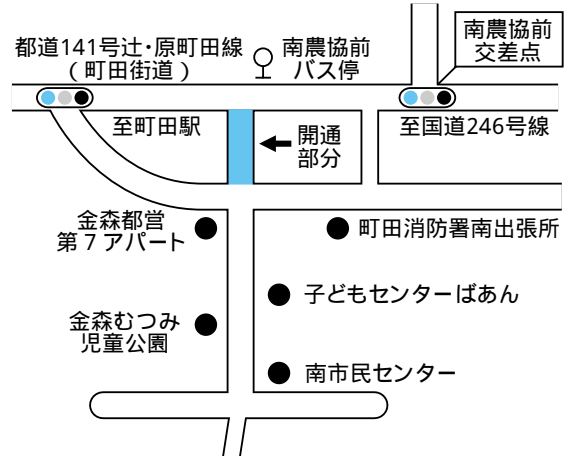 都道141号辻・原町田線
（町田街道）
南農協前
バス停
南農協前
交差点
至町田駅
開通
部分
至国道246号線
金森都営
第7アパート
町田消防署南出張所
子どもセンターばあん
金森むつみ
児童公園
南市民センター